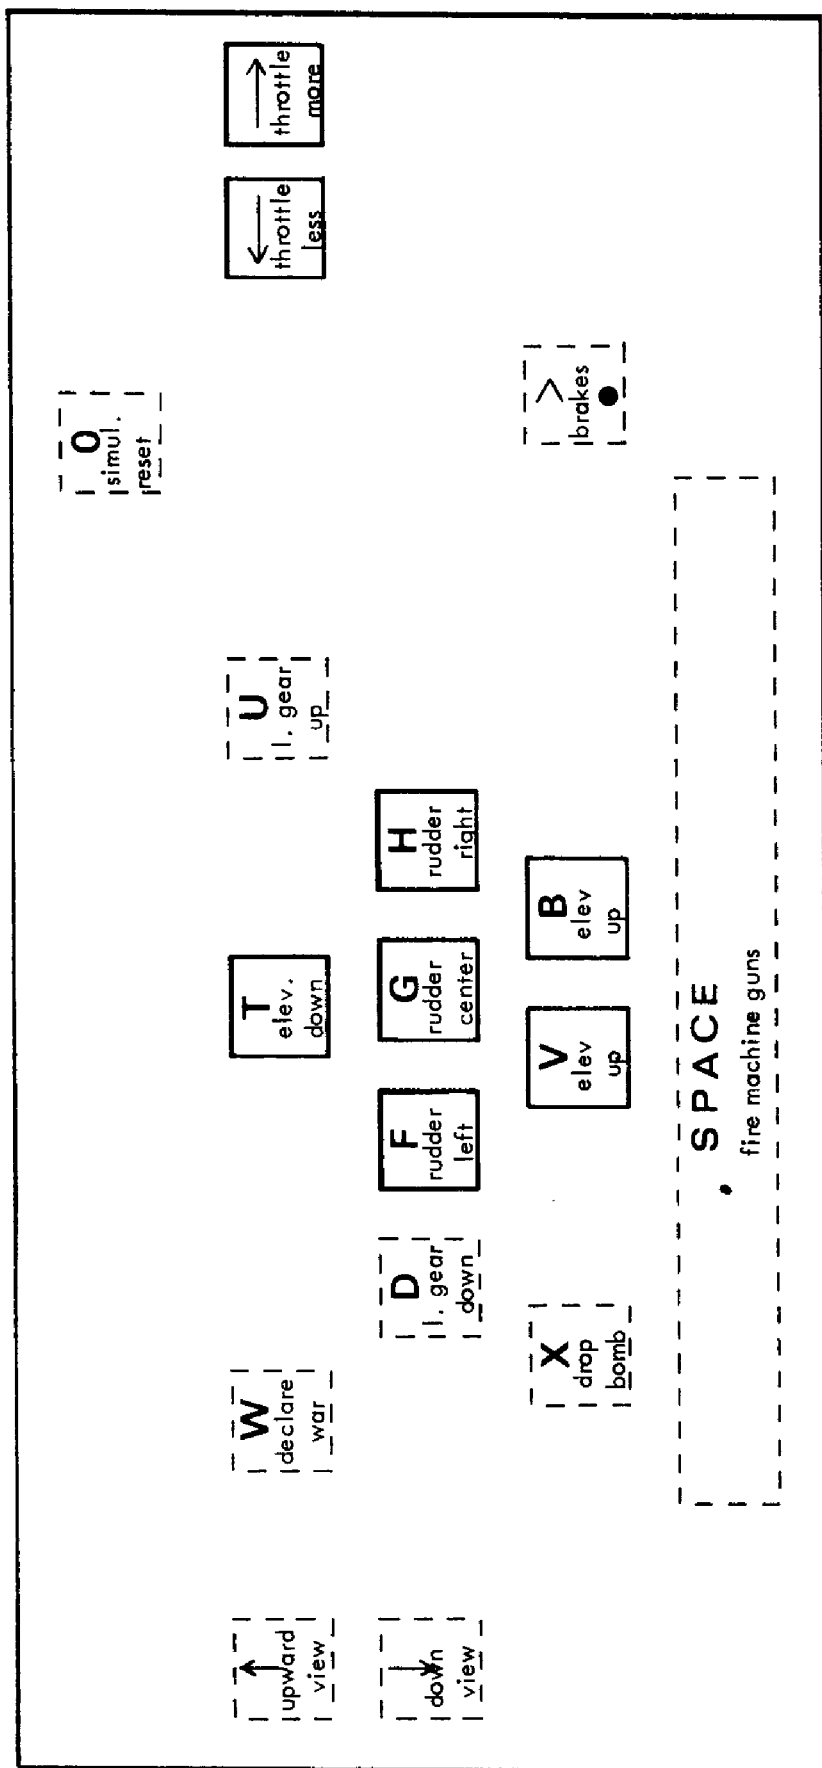 0
simul.
reset
↑
upward
view
W
declare
war
T
elev.
down
U
l. gear
up
←
throttle
less
→
throttle
more
↓
down
view
D
l. gear
down
F
rudder
left
G
rudder
center
H
rudder
right
X
drop
bomb
V
elev
up
B
elev
up
>
brakes
.
SPACE
fire machine guns